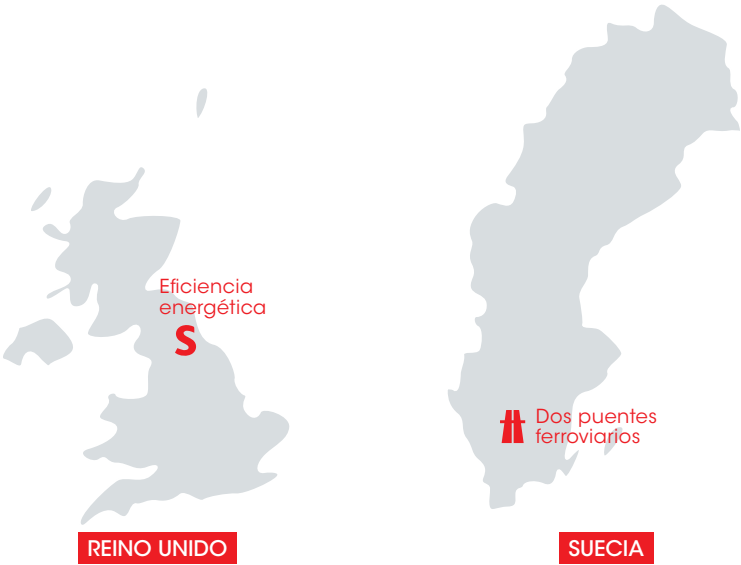 Eficiencia
energética
S
Dos puentes
ferroviarios
REINO UNIDO
SUECIA